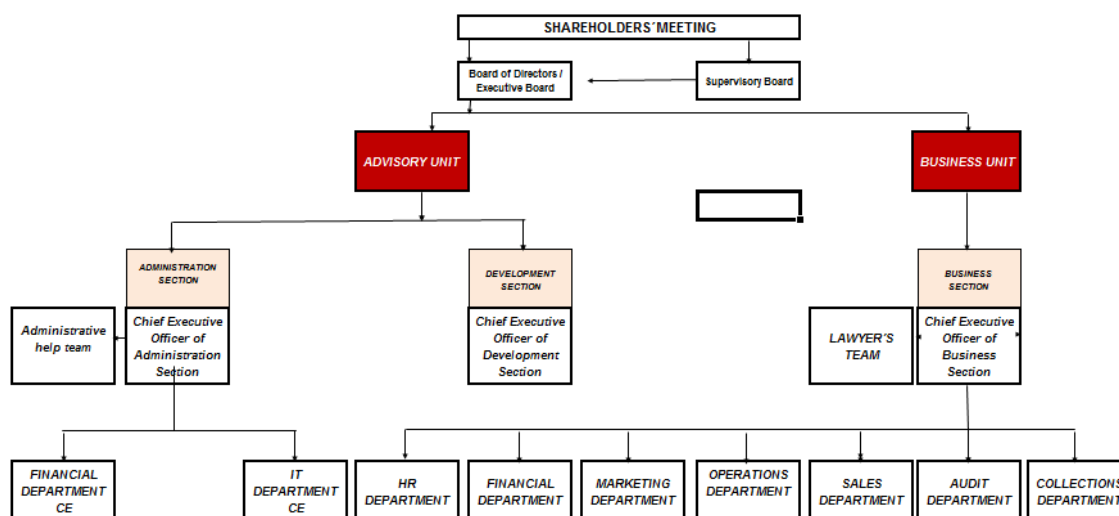 SHAREHOLDERS´MEETING
Board of Directors /
Executive Board
Supervisory Board
ADVISORY UNIT
BUSINESS UNIT
ADMINISTRATION
SECTION
DEVELOPMENT
SECTION
BUSINESS
SECTION
Administrative
help team
Chief Executive
Officer of
Administration
Section
Chief Executive
Officer of
Development
Section
LAWYER´S
TEAM
Chief Executive
Officer of
Business
Section
FINANCIAL
DEPARTMENT
CE
IT
DEPARTMENT
CE
HR
DEPARTMENT
FINANCIAL
DEPARTMENT
MARKETING
DEPARTMENT
OPERATIONS
DEPARTMENT
SALES
DEPARTMENT
AUDIT
DEPARTMENT
COLLECTIONS
DEPARTMENT